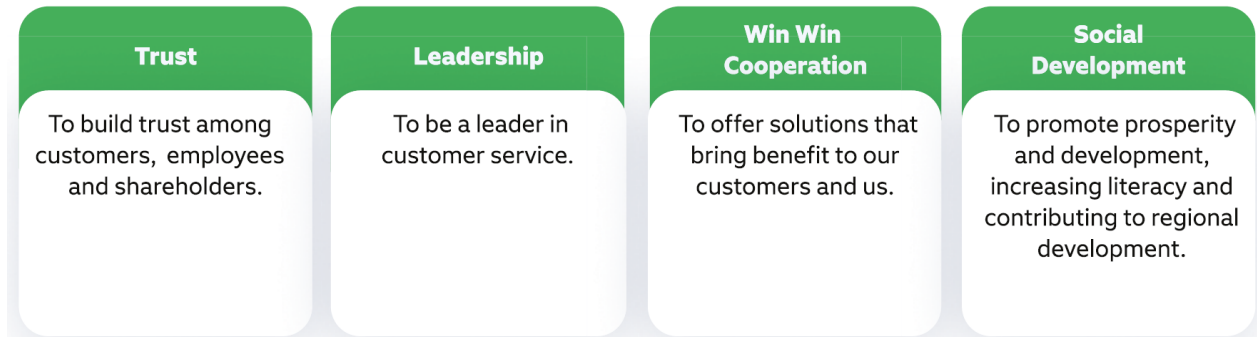 Trust
To build trust among
customers, employees
and shareholders.
Leadership
To be a leader in
customer service.
Win Win
Cooperation
To offer solutions that
bring benefit to our
customers and us.
Social
Development
To promote prosperity
and development,
increasing literacy and
contributing to regional
development.